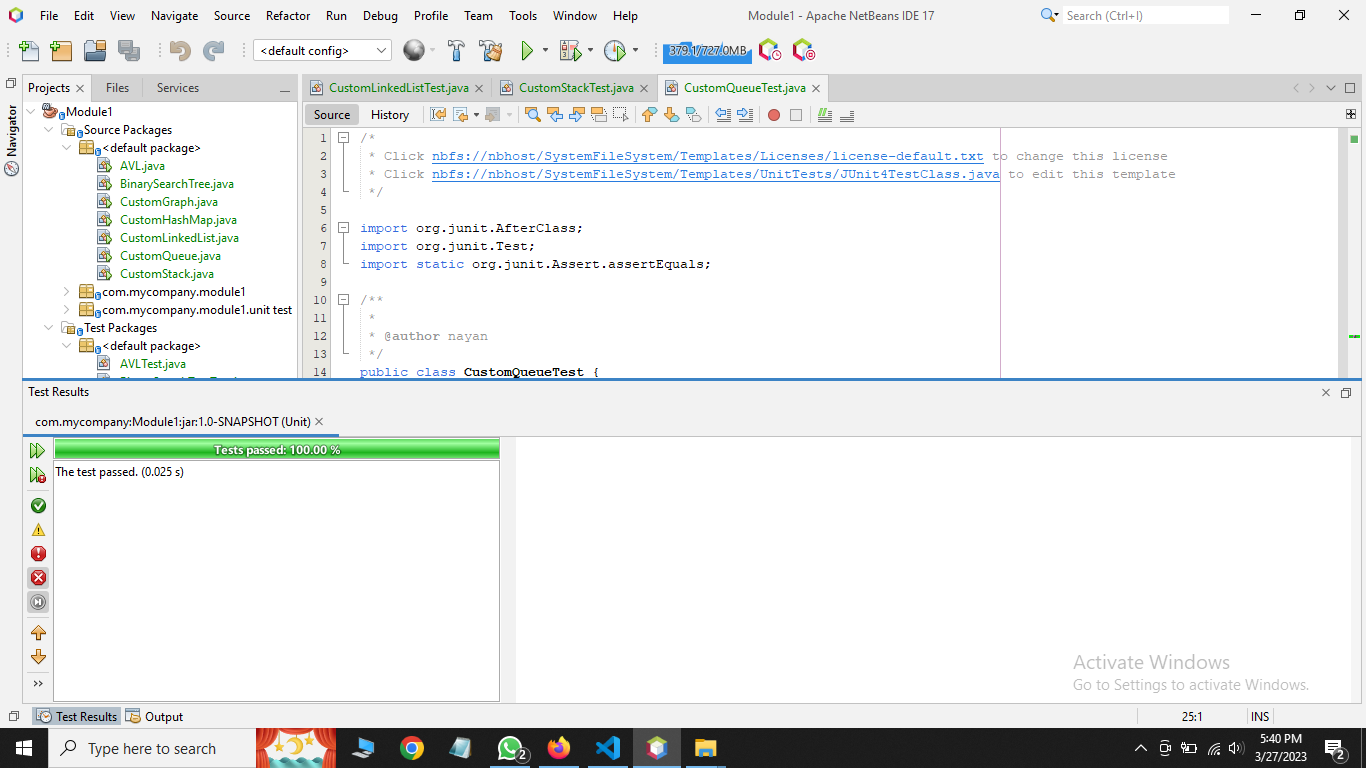 File Edit View Navigate Source Refactor Run Debug Profile Team Tools Window Help Module1 - Apache NetBeans IDE 17 Search (Ctrl+I)
<default config> 379.1/727.0MB
Projects Files Services
CustomLinkedListTest.java CustomStackTest.java CustomQueueTest.java
Navigator
Module1
Source Packages
<default package>
AVL.java
BinarySearchTree.java
CustomGraph.java
CustomHashMap.java
CustomLinkedList.java
CustomQueue.java
CustomStack.java
com.mycompany.module1
com.mycompany.module1.unit test
Test Packages
<default package>
AVLTest.java
Source History
1 /*
2 * Click nbfs://nbhost/SystemFileSystem/Templates/Licenses/license-default.txt to change this license
3 * Click nbfs://nbhost/SystemFileSystem/Templates/UnitTests/JUnit4TestClass.java to edit this template
4 */
5
6 import org.junit.AfterClass;
7 import org.junit.Test;
8 import static org.junit.Assert.assertEquals;
9
10 /**
11 *
12 * @author nayan
13 */
14 public class CustomQueueTest {
Test Results
com.mycompany:Module1:jar:1.0-SNAPSHOT (Unit)
Tests passed: 100.00 %
The test passed. (0.025 s)
Activate Windows
Go to Settings to activate Windows.
Test Results Output 25:1 INS
Type here to search 2 5:40 PM 2
3/27/2023